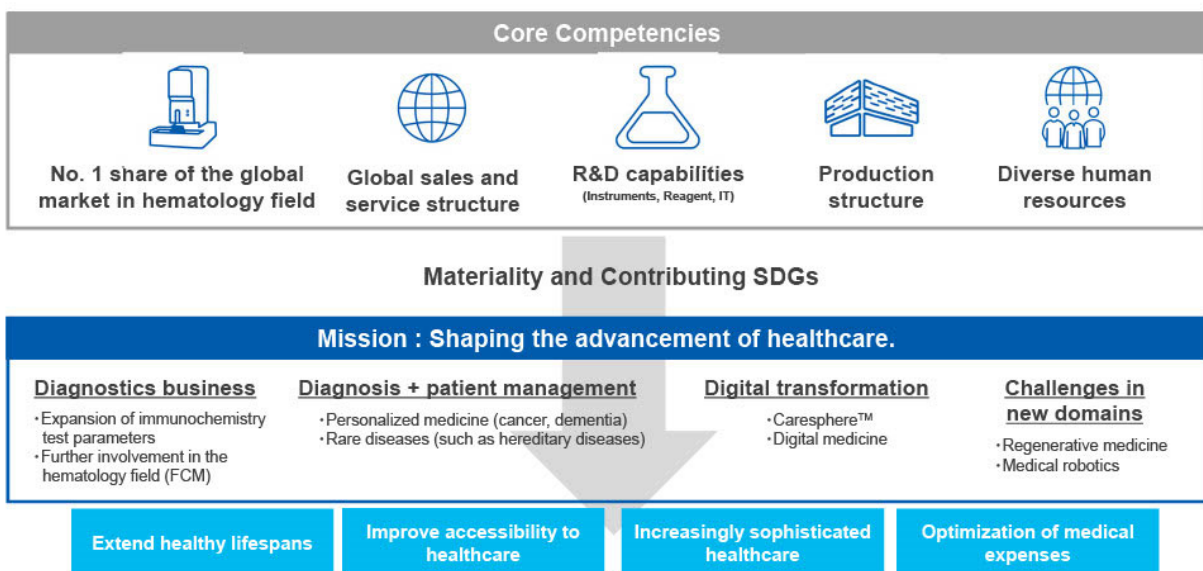 Core Competencies
No. 1 share of the global
market in hematology field
Global sales and
service structure
R&D capabilities
(Instruments, Reagent, IT)
Production
structure
Diverse human
resources
Materiality and Contributing SDGs
Mission : Shaping the advancement of healthcare.
Diagnostics business
・Expansion of immunochemistry
test parameters
・Further involvement in the
hematology field (FCM)
Diagnosis + patient management
・Personalized medicine (cancer, dementia)
・Rare diseases (such as hereditary diseases)
Digital transformation
・Caresphere™
・Digital medicine
Challenges in
new domains
・Regenerative medicine
・Medical robotics
Extend healthy lifespans
Improve accessibility to
healthcare
Increasingly sophisticated
healthcare
Optimization of medical
expenses